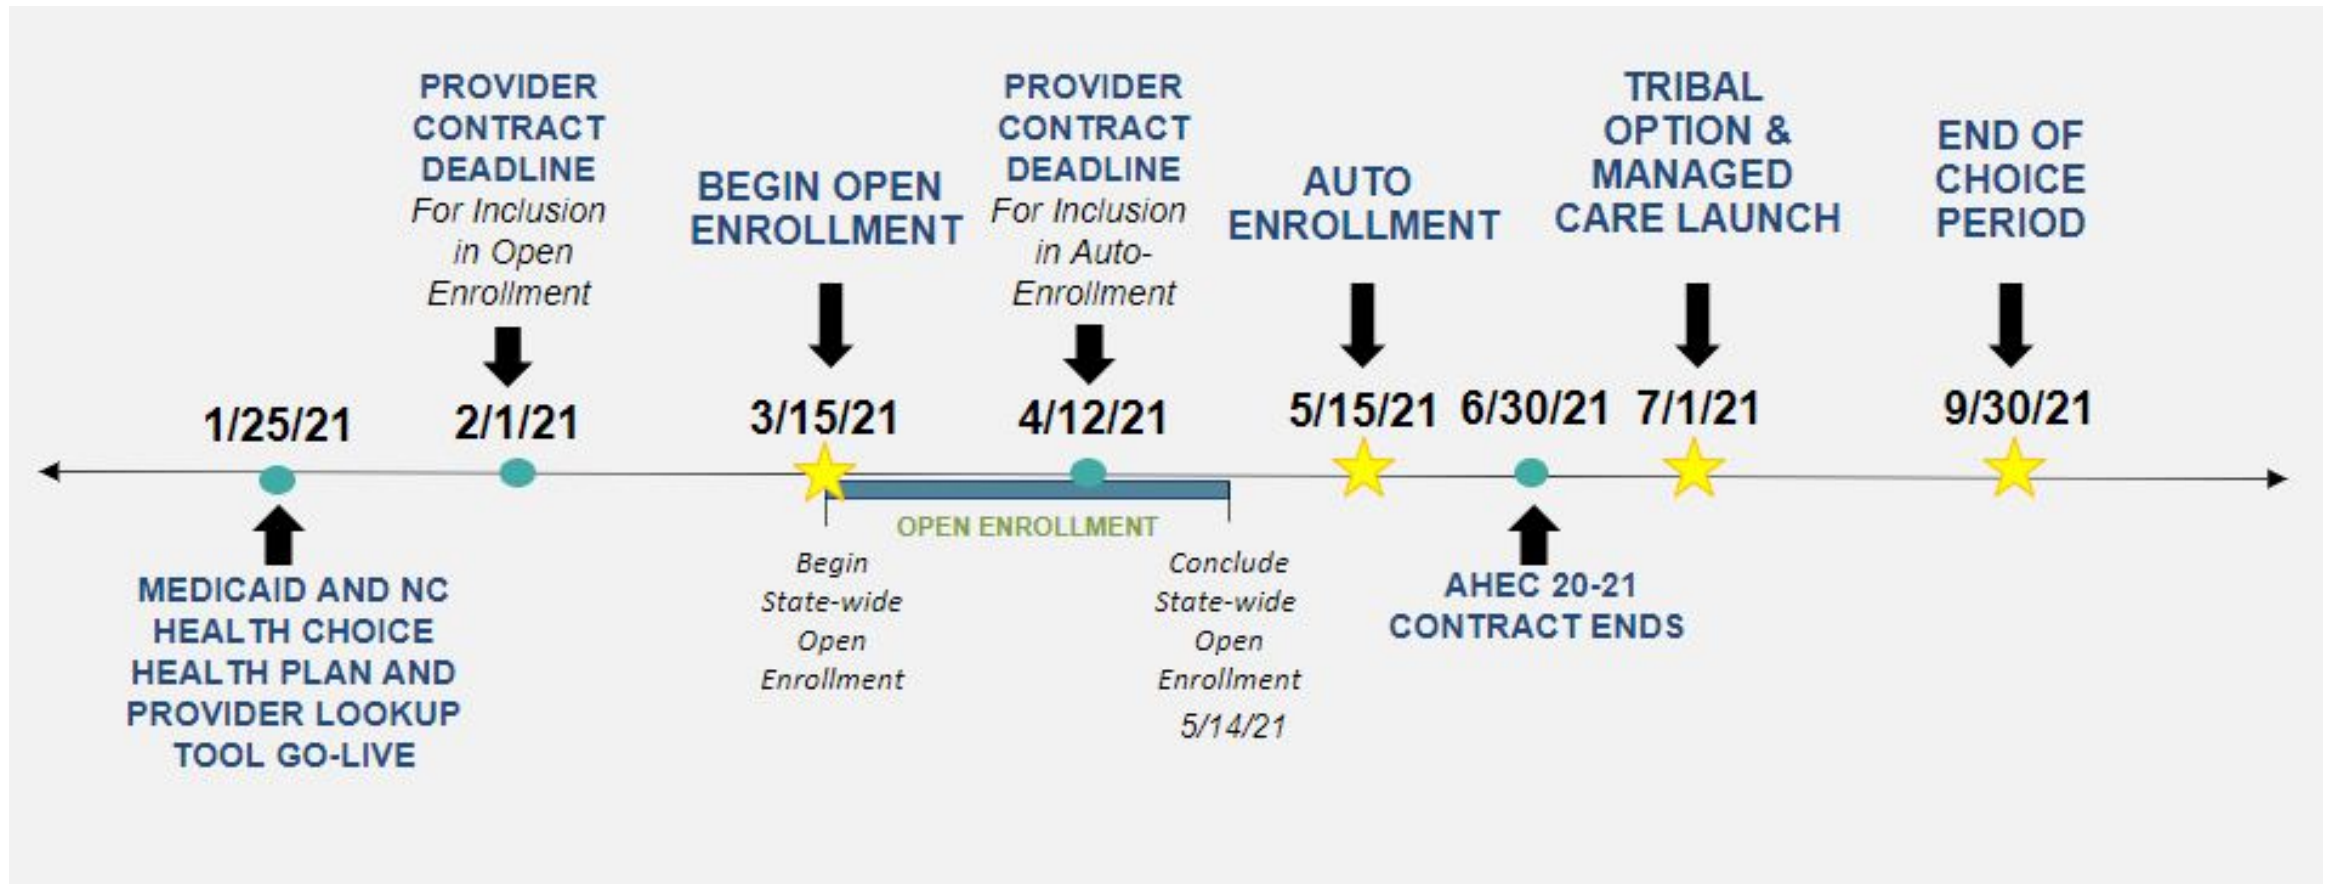 PROVIDER
CONTRACT
DEADLINE
For Inclusion
in Open
Enrollment
BEGIN OPEN
ENROLLMENT
PROVIDER
CONTRACT
DEADLINE
For Inclusion
in Auto-
Enrollment
AUTO
ENROLLMENT
TRIBAL
OPTION &
MANAGED
CARE LAUNCH
END OF
CHOICE
PERIOD
1/25/21
2/1/21
3/15/21
4/12/21
5/15/21
6/30/21
7/1/21
9/30/21
MEDICAID AND NC
HEALTH CHOICE
HEALTH PLAN AND
PROVIDER LOOKUP
TOOL GO-LIVE
OPEN ENROLLMENT
Begin
State-wide
Open
Enrollment
Conclude
State-wide
Open
Enrollment
5/14/21
AHEC 20-21
CONTRACT ENDS